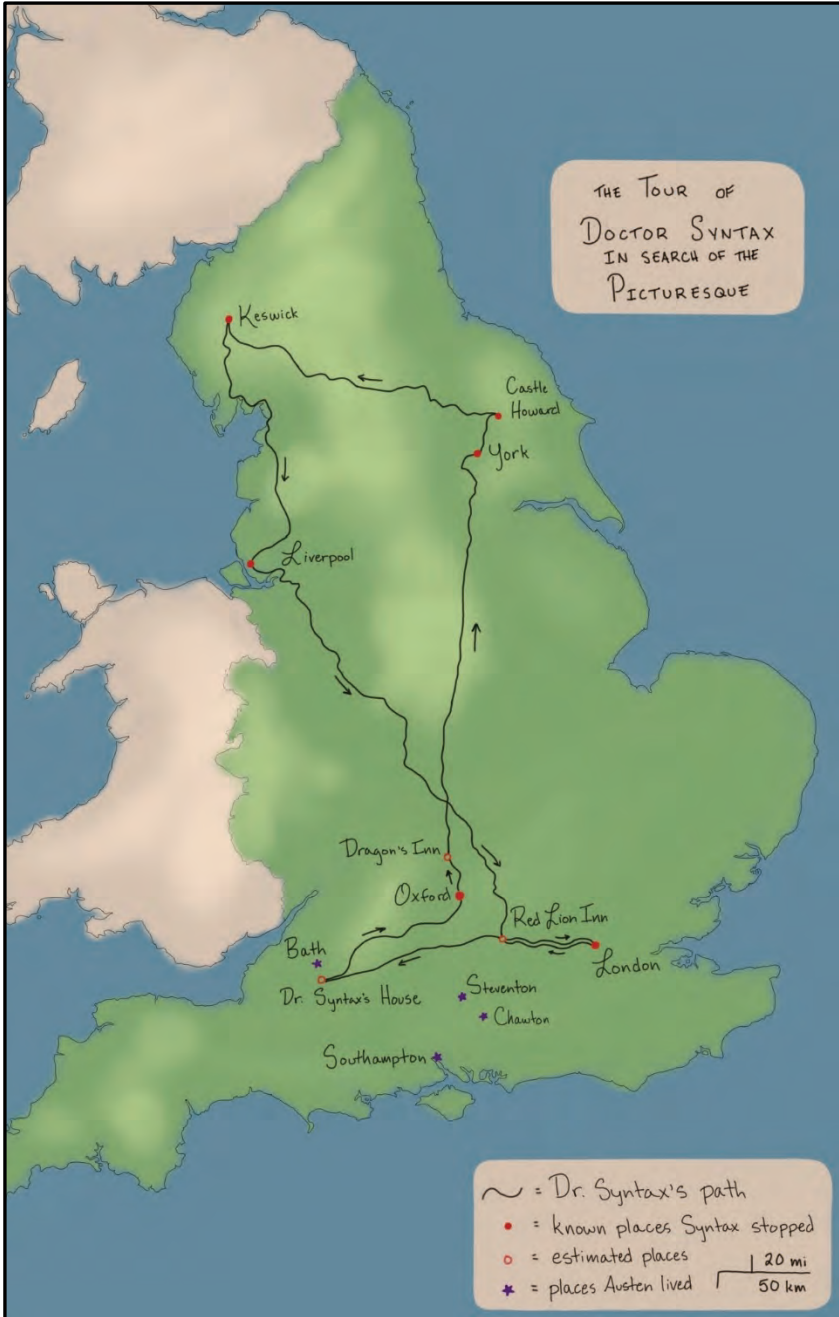 THE TOUR OF
DOCTOR SYNTAX
IN SEARCH OF THE
PICTURESQUE
Keswick
Castle
Howard
York
Liverpool
Dragon's Inn
Oxford
Red Lion Inn
Bath
London
Dr. Syntax's House
Steventon
Chawton
Southampton
= Dr. Syntax's path
= known places Syntax stopped
= estimated places
20 mi
= places Austen lived
50 km